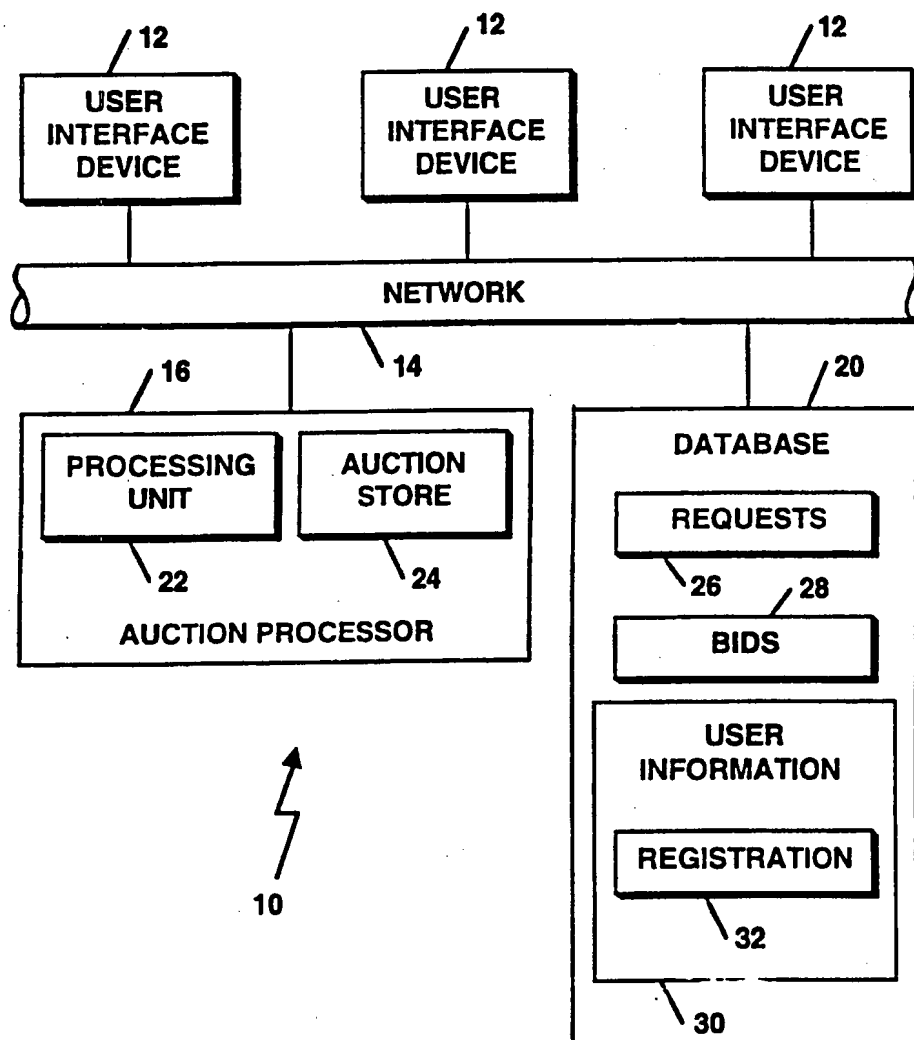 12
12
12
USER
INTERFACE
DEVICE
USER
INTERFACE
DEVICE
USER
INTERFACE
DEVICE
NETWORK
16
14
20
PROCESSING
UNIT
AUCTION
STORE
22
24
AUCTION PROCESSOR
DATABASE
REQUESTS
26
28
BIDS
USER
INFORMATION
REGISTRATION
32
30
10